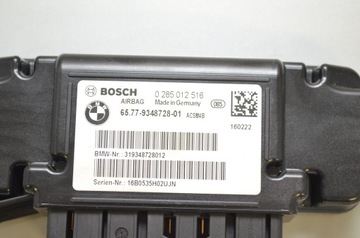 BOSCH 0 285 012 516
AIRBAG Made in Germany
65.77-9348728-01 ACSM4B
160222
BMW-Nr. 319348728012
Serien-Nr. 16B0535H02UJN